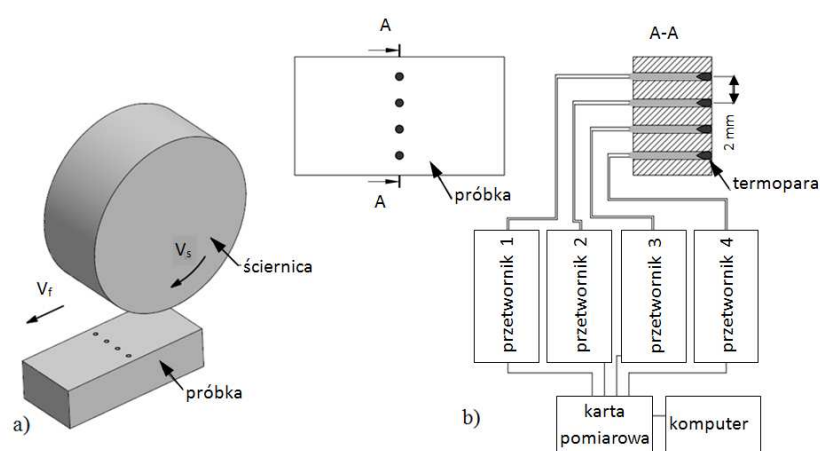 Vs
ściernica
Vf
próbka
a)
A
A
próbka
A-A
2 mm
termopara
przetwornik 1
przetwornik 2
przetwornik 3
przetwornik 4
b)
karta
pomiarowa
komputer